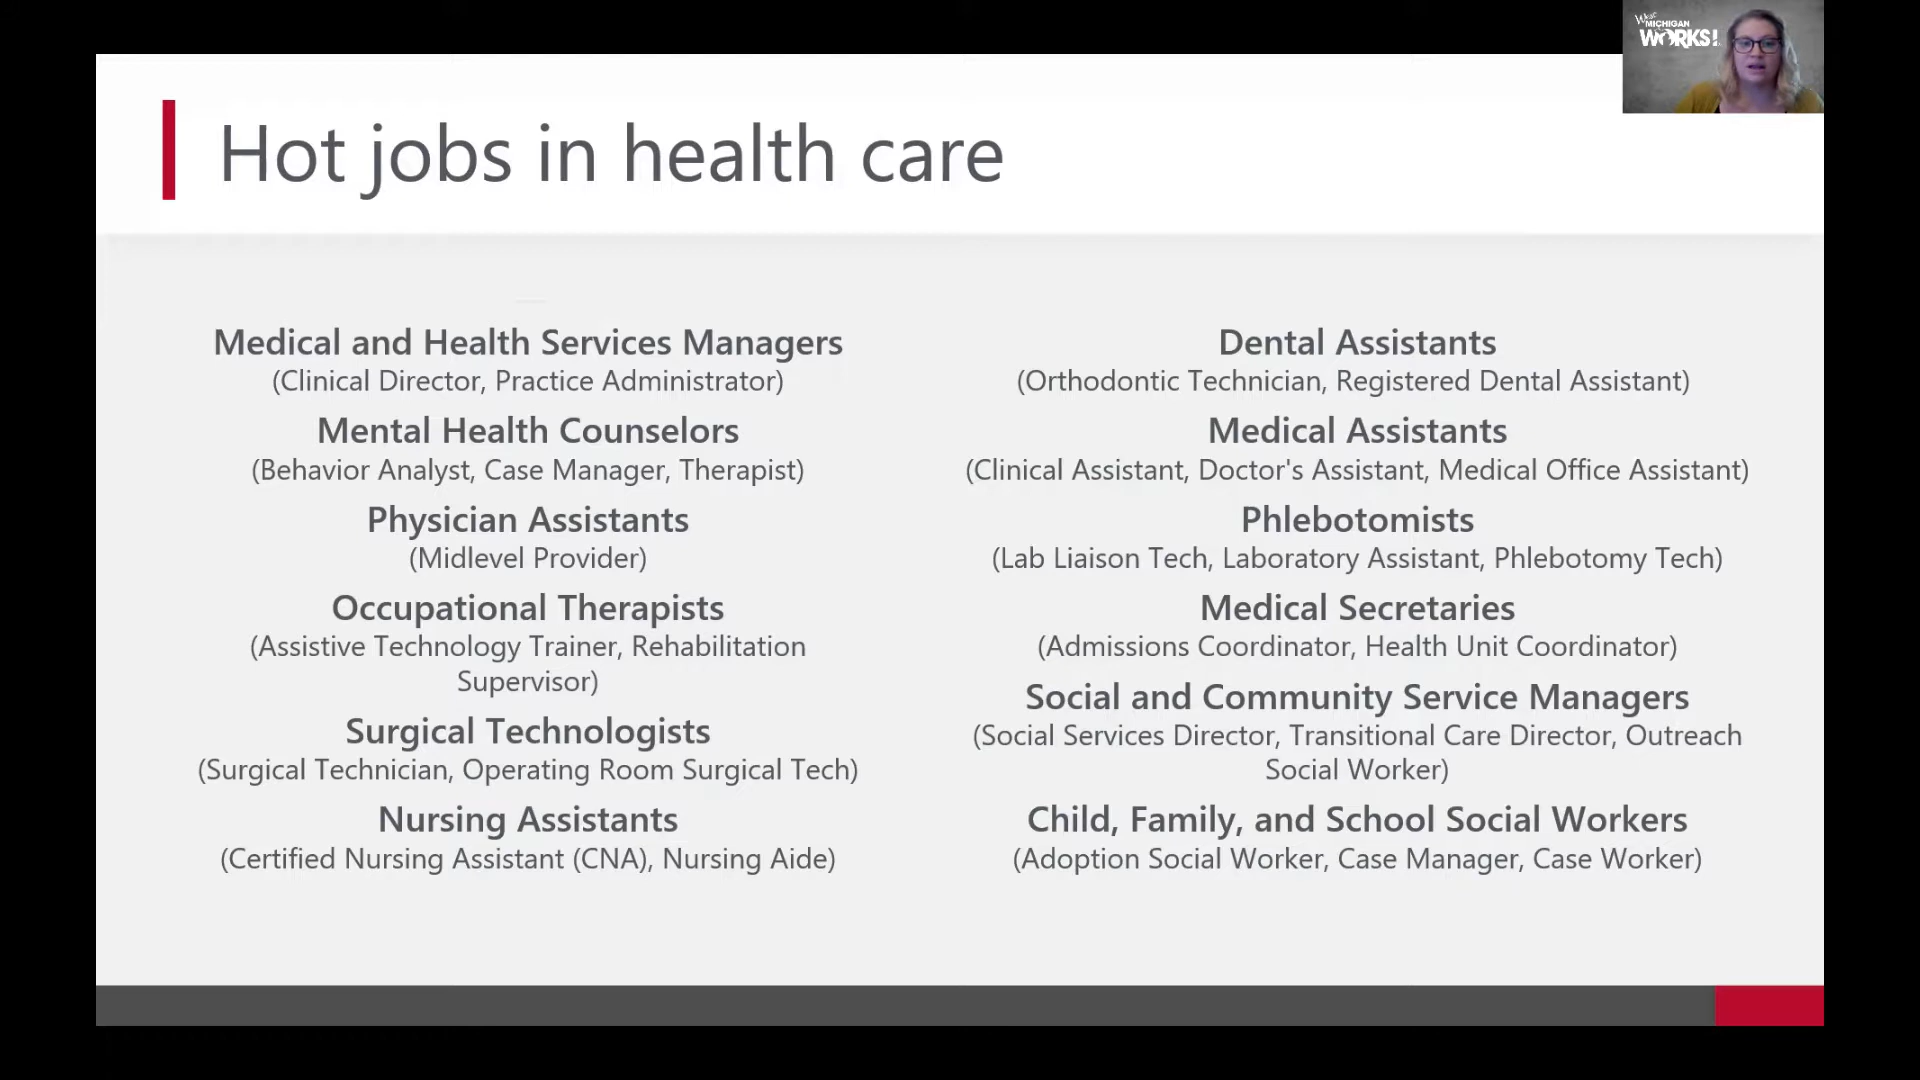 West
MICHIGAN
WORKS!
Hot jobs in health care
Medical and Health Services Managers
(Clinical Director, Practice Administrator)
Mental Health Counselors
(Behavior Analyst, Case Manager, Therapist)
Physician Assistants
(Midlevel Provider)
Occupational Therapists
(Assistive Technology Trainer, Rehabilitation
Supervisor)
Surgical Technologists
(Surgical Technician, Operating Room Surgical Tech)
Nursing Assistants
(Certified Nursing Assistant (CNA), Nursing Aide)
Dental Assistants
(Orthodontic Technician, Registered Dental Assistant)
Medical Assistants
(Clinical Assistant, Doctor's Assistant, Medical Office Assistant)
Phlebotomists
(Lab Liaison Tech, Laboratory Assistant, Phlebotomy Tech)
Medical Secretaries
(Admissions Coordinator, Health Unit Coordinator)
Social and Community Service Managers
(Social Services Director, Transitional Care Director, Outreach
Social Worker)
Child, Family, and School Social Workers
(Adoption Social Worker, Case Manager, Case Worker)